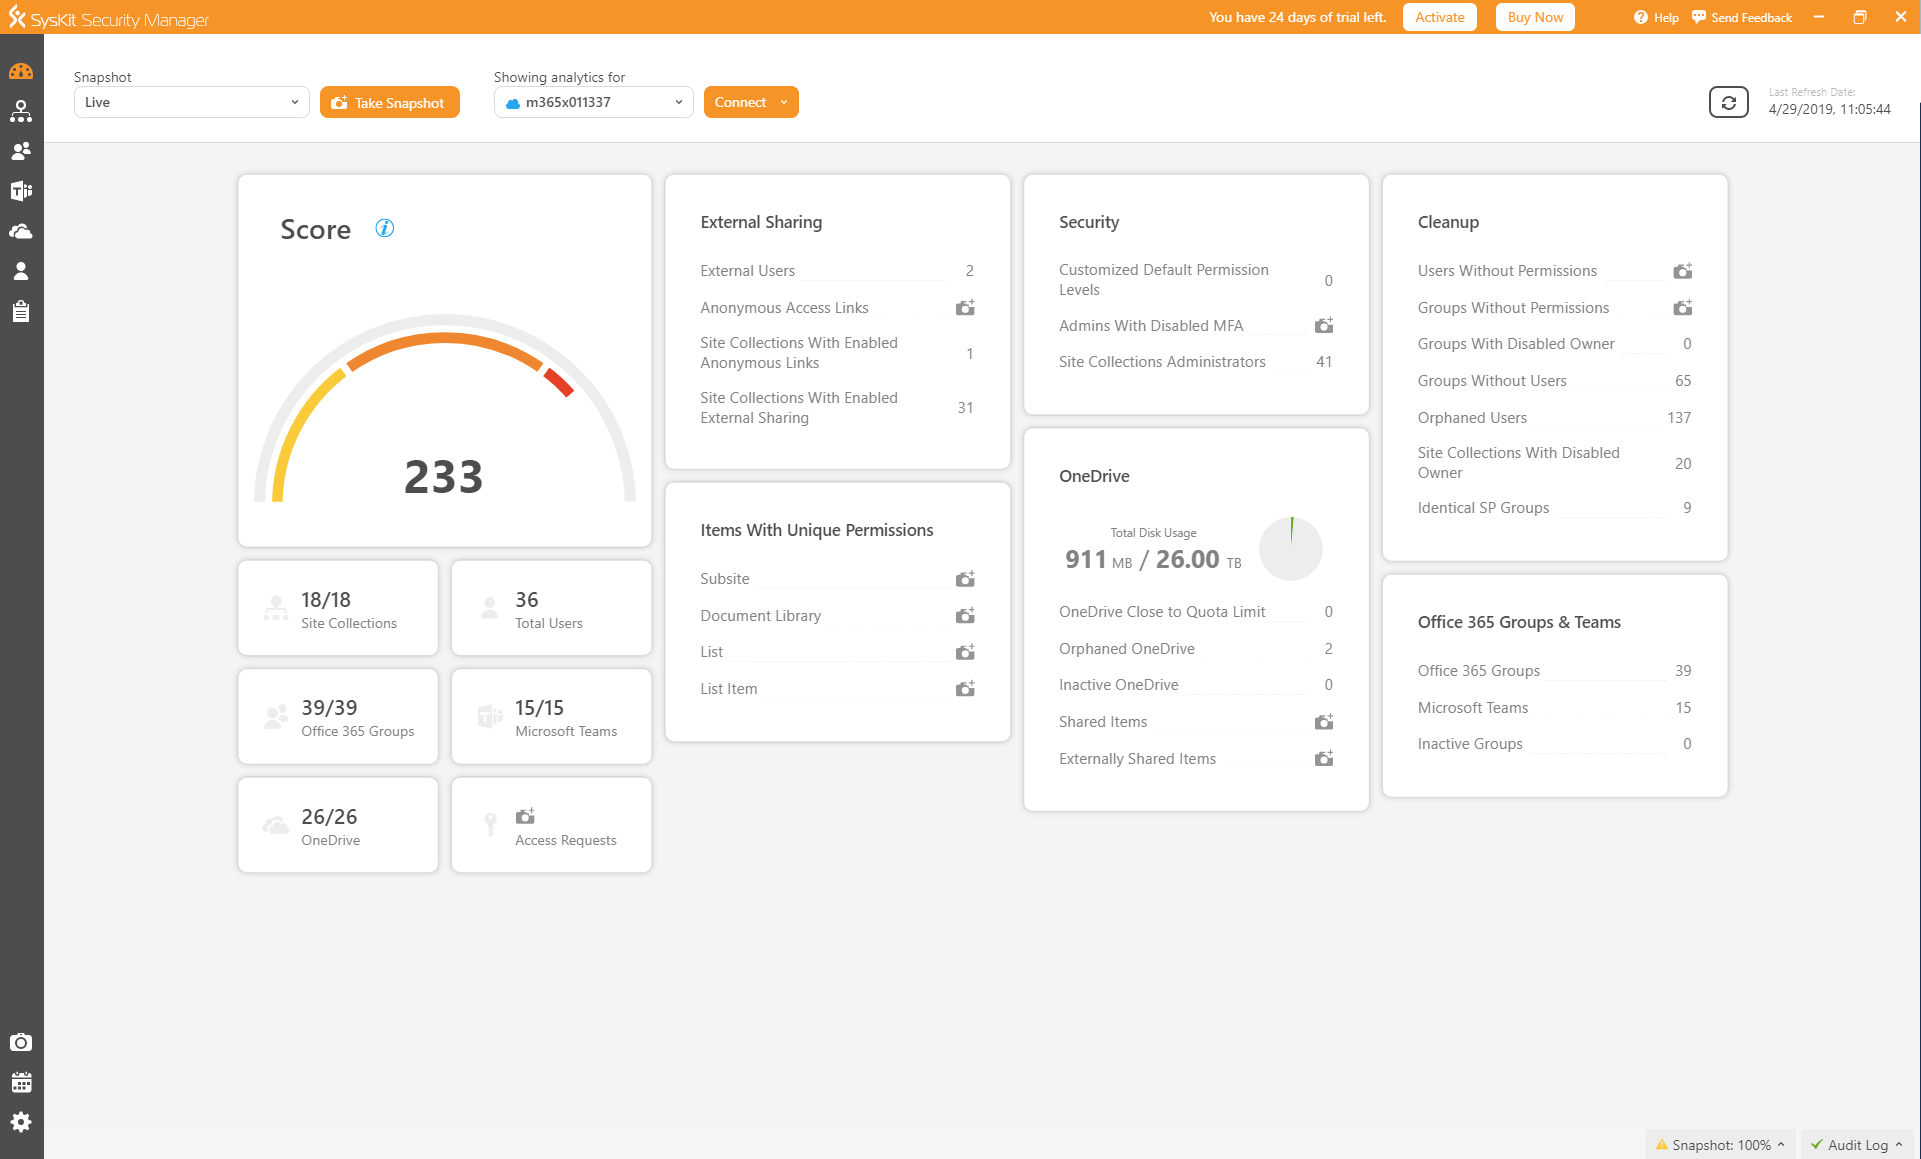 SysKit Security Manager
You have 24 days of trial left.
Activate
Buy Now
Help
Send Feedback
Snapshot
Live
Take Snapshot
Showing analytics for
m365x011337
Connect
Last Refresh Date:
4/29/2019, 11:05:44
Score
233
18/18
Site Collections
36
Total Users
39/39
Office 365 Groups
15/15
Microsoft Teams
26/26
OneDrive
Access Requests
External Sharing
External Users 2
Anonymous Access Links
Site Collections With Enabled
Anonymous Links 1
Site Collections With Enabled
External Sharing 31
Items With Unique Permissions
Subsite
Document Library
List
List Item
Security
Customized Default Permission
Levels 0
Admins With Disabled MFA
Site Collections Administrators 41
OneDrive
Total Disk Usage
911 MB / 26.00 TB
OneDrive Close to Quota Limit 0
Orphaned OneDrive 2
Inactive OneDrive 0
Shared Items
Externally Shared Items
Cleanup
Users Without Permissions
Groups Without Permissions
Groups With Disabled Owner 0
Groups Without Users 65
Orphaned Users 137
Site Collections With Disabled
Owner 20
Identical SP Groups 9
Office 365 Groups & Teams
Office 365 Groups 39
Microsoft Teams 15
Inactive Groups 0
Snapshot: 100%
Audit Log